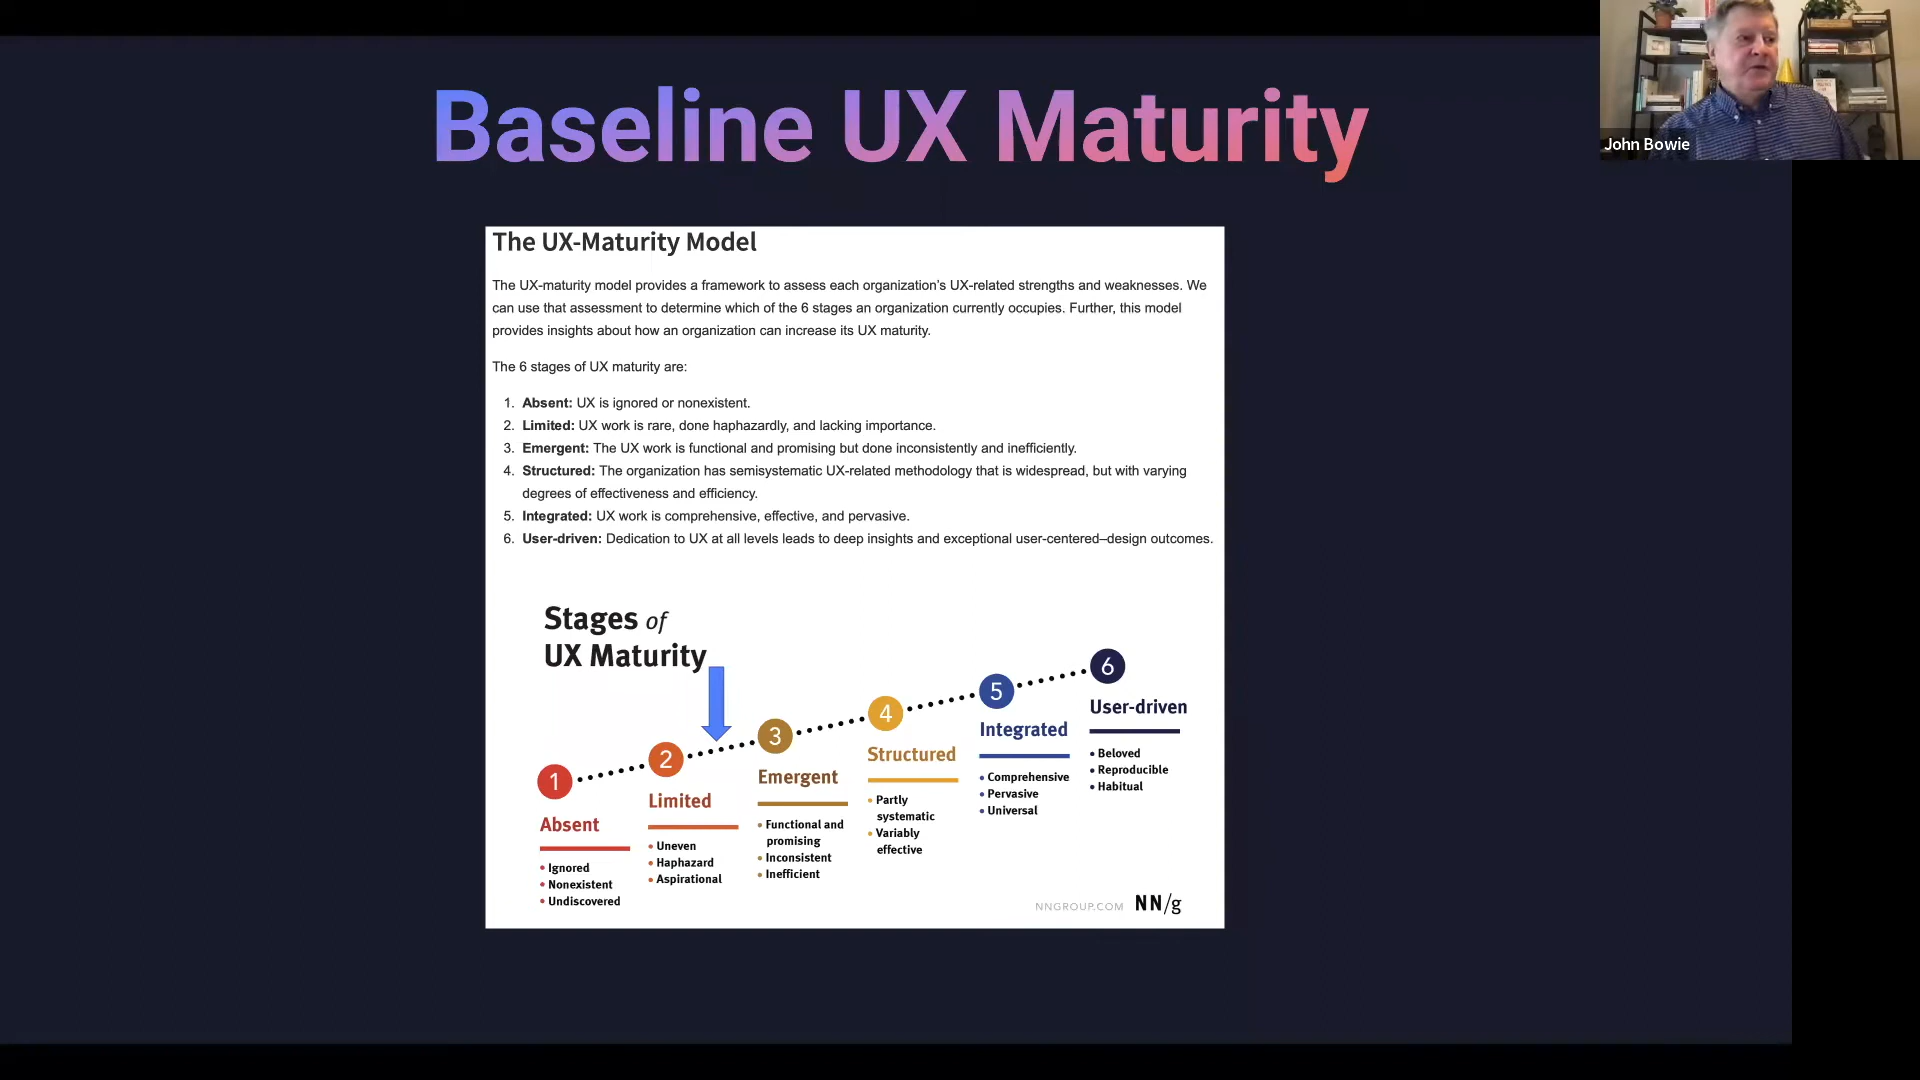 Baseline UX Maturity
John Bowie
The UX-Maturity Model
The UX-maturity model provides a framework to assess each organization's UX-related strengths and weaknesses. We
can use that assessment to determine which of the 6 stages an organization currently occupies. Further, this model
provides insights about how an organization can increase its UX maturity.
The 6 stages of UX maturity are:
1. Absent: UX is ignored or nonexistent.
2. Limited: UX work is rare, done haphazardly, and lacking importance.
3. Emergent: The UX work is functional and promising but done inconsistently and inefficiently.
4. Structured: The organization has semisystematic UX-related methodology that is widespread, but with varying
degrees of effectiveness and efficiency.
5. Integrated: UX work is comprehensive, effective, and pervasive.
6. User-driven: Dedication to UX at all levels leads to deep insights and exceptional user-centered–design outcomes.
Stages of
UX Maturity
1
Absent
• Ignored
• Nonexistent
• Undiscovered
2
Limited
• Uneven
• Haphazard
• Aspirational
3
Emergent
• Functional and
promising
• Inconsistent
• Inefficient
4
Structured
• Partly
systematic
• Variably
effective
5
Integrated
• Comprehensive
• Pervasive
• Universal
6
User-driven
• Beloved
• Reproducible
• Habitual
NNGROUP.COM NN/g